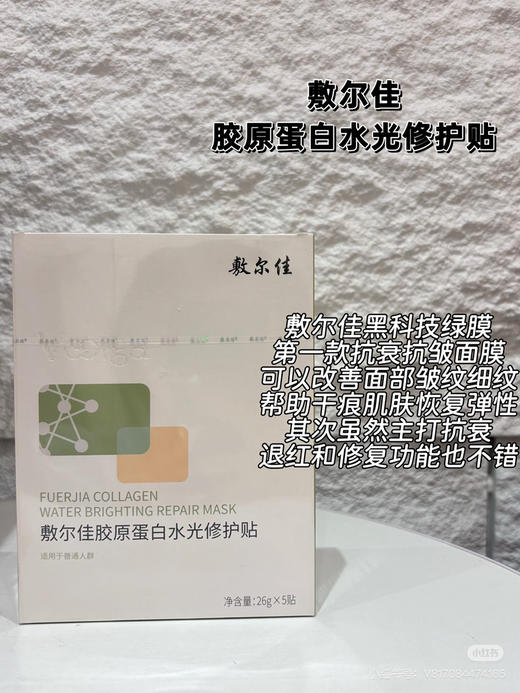 敷尔佳
胶原蛋白水光修护贴
敷尔佳
敷尔佳黑科技绿膜
第一款抗衰抗皱面膜
可以改善面部皱纹细纹
帮助于痕肌肤恢复弹性
其次虽然主打抗衰
退红和修复功能也不错
FUERJIA COLLAGEN
WATER BRIGHTING REPAIR MASK
敷尔佳胶原蛋白水光修护贴
适用于普通人群
净含量:26g×5贴
小红书